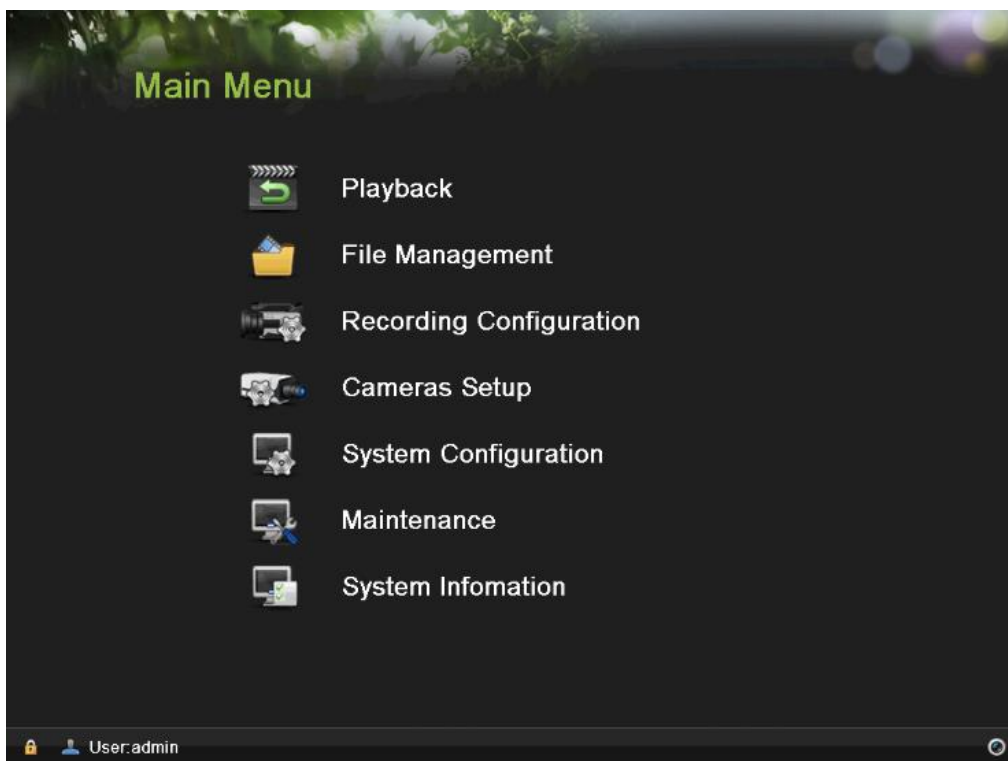 Main Menu
Playback
File Management
Recording Configuration
Cameras Setup
System Configuration
Maintenance
System Infomation
User:admin